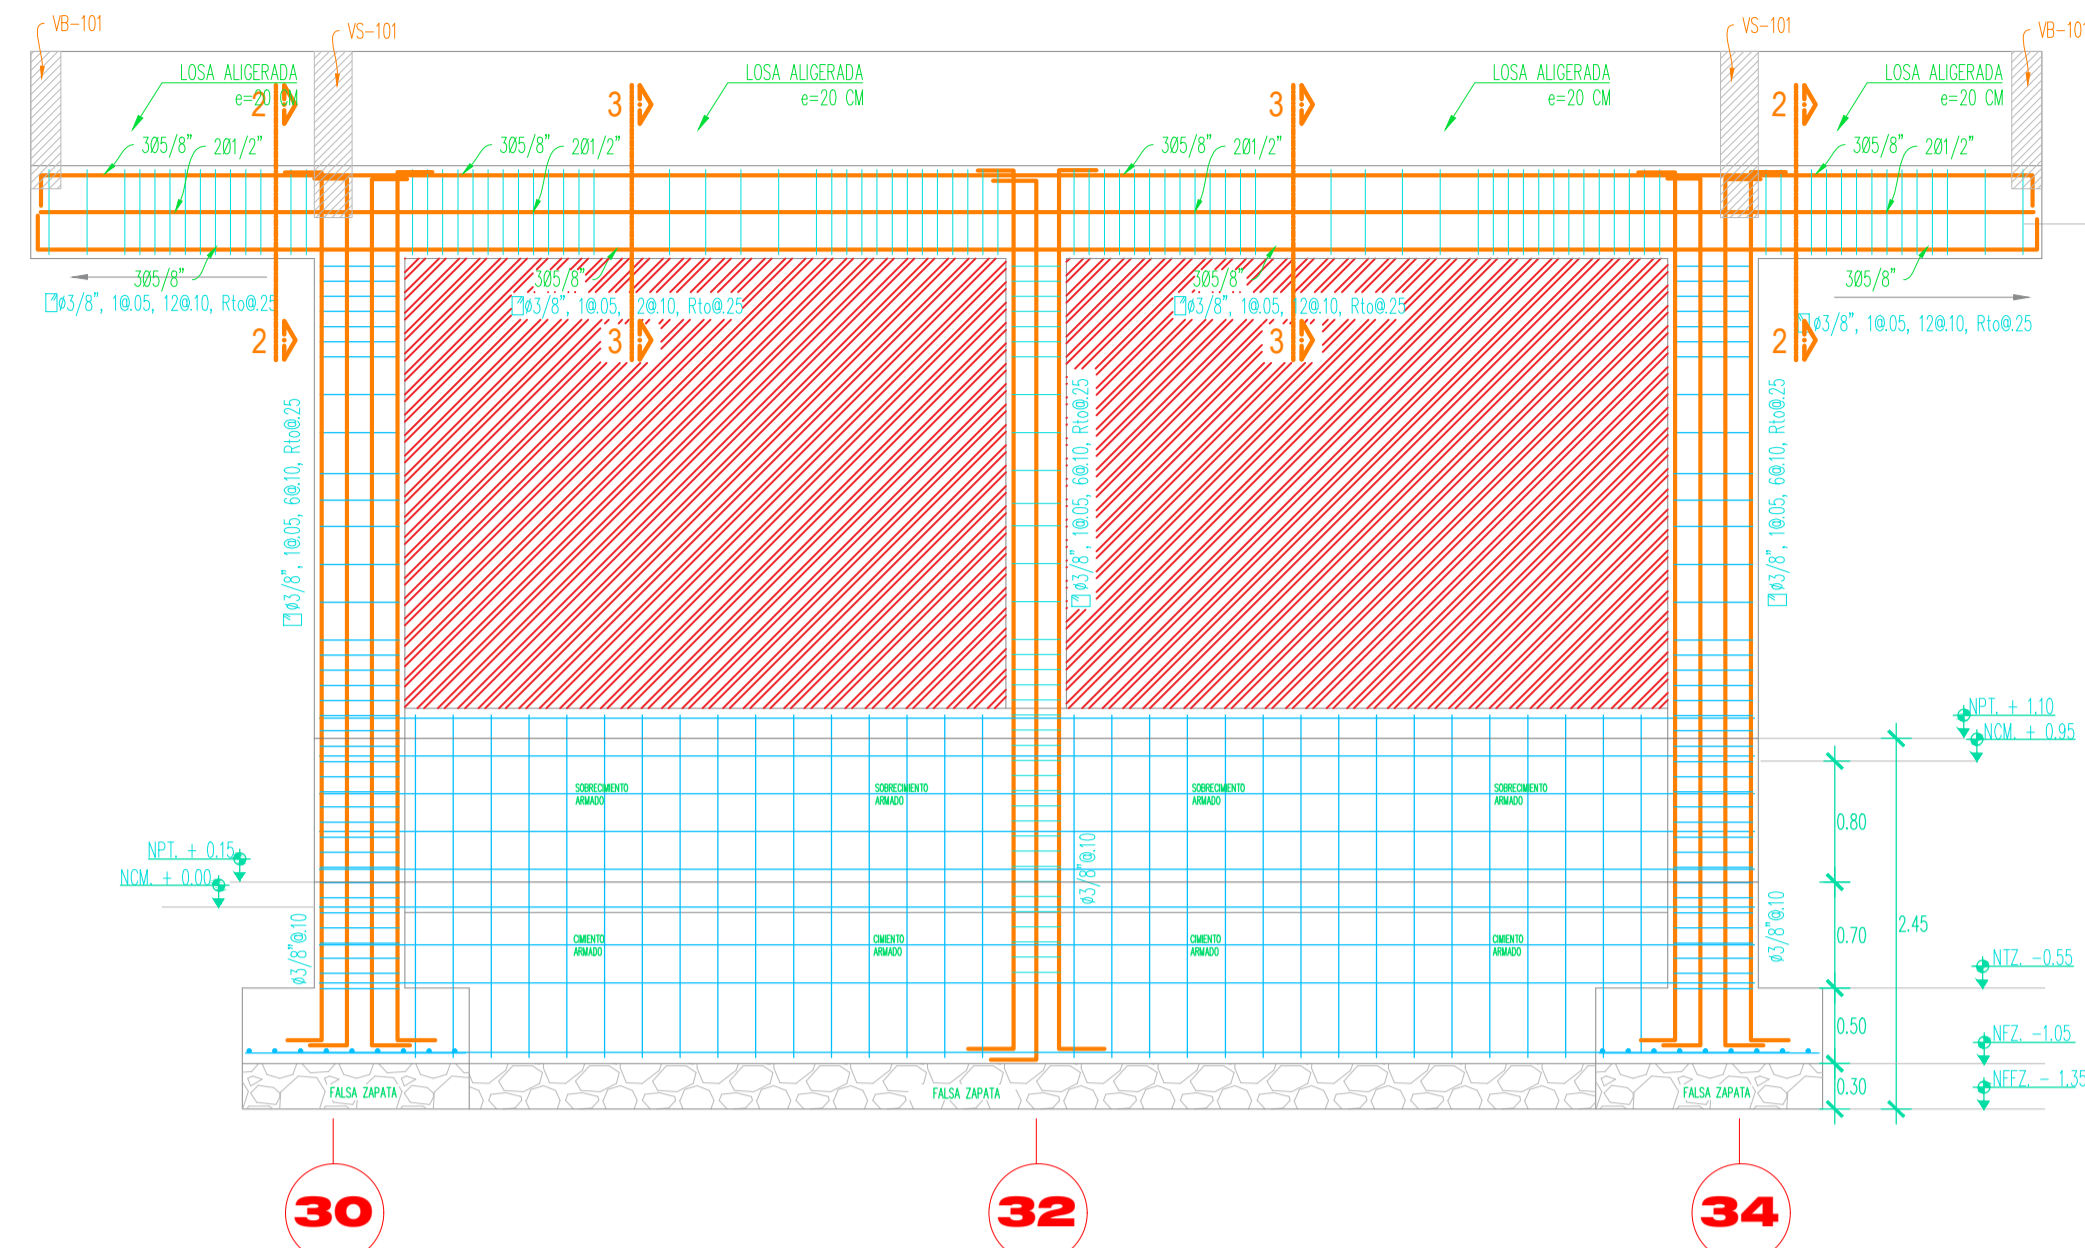 VB-101
VS-101
VS-101
VB-101
LOSA ALIGERADA
e=20 CM
LOSA ALIGERADA
e=20 CM
LOSA ALIGERADA
e=20 CM
LOSA ALIGERADA
e=20 CM
2
3
3
2
3Ø5/8"
2Ø1/2"
3Ø5/8"
2Ø1/2"
3Ø5/8"
2Ø1/2"
3Ø5/8"
2Ø1/2"
3Ø5/8"
3Ø5/8"
3Ø5/8"
3Ø5/8"
ø3/8", 1@.05, 12@.10, Rto@.25
ø3/8", 1@.05, 2@.10, Rto@.25
ø3/8", 1@.05, 12@.10, Rto@.25
ø3/8", 1@.05, 12@.10, Rto@.25
2
3
3
2
ø3/8", 1@.05, 6@.10, Rto@.25
ø3/8", 1@.05, 6@.10, Rto@.25
ø3/8", 1@.05, 6@.10, Rto@.25
NPT. + 1.10
NCM. + 0.95
SOBRECIMIENTO
ARMADO
SOBRECIMIENTO
ARMADO
SOBRECIMIENTO
ARMADO
SOBRECIMIENTO
ARMADO
0.80
NPT. + 0.15
NCM. + 0.00
ø3/8"@.10
ø3/8"@.10
ø3/8"@.10
CIMIENTO
ARMADO
CIMIENTO
ARMADO
CIMIENTO
ARMADO
CIMIENTO
ARMADO
0.70
2.45
NTZ. -0.55
0.50
NFZ. -1.05
0.30
NFFZ. - 1.35
FALSA ZAPATA
FALSA ZAPATA
FALSA ZAPATA
30
32
34